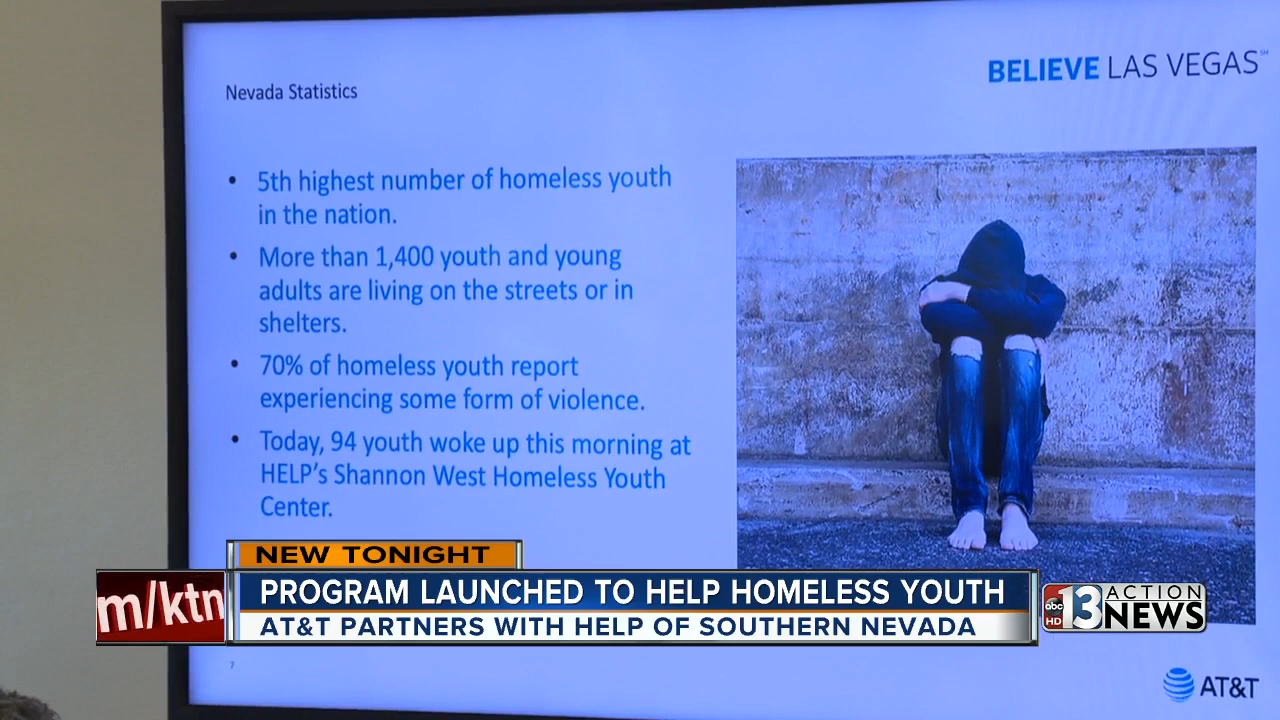 BELIEVE LAS VEGAS℠
Nevada Statistics
• 5th highest number of homeless youth
in the nation.
• More than 1,400 youth and young
adults are living on the streets or in
shelters.
• 70% of homeless youth report
experiencing some form of violence.
• Today, 94 youth woke up this morning at
HELP's Shannon West Homeless Youth
Center.
NEW TONIGHT
m/ktn
PROGRAM LAUNCHED TO HELP HOMELESS YOUTH
AT&T PARTNERS WITH HELP OF SOUTHERN NEVADA
abc HD 13 ACTION NEWS
7
AT&T